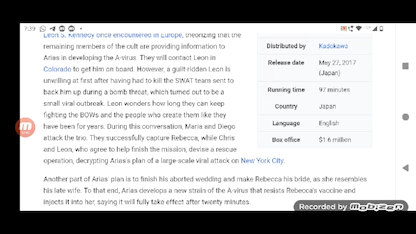 7:39
Leon S. Kennedy once encountered in Europe, theorizing that the
remaining members of the cult are providing information to
Arias in developing the A-virus. They will contact Leon in
Colorado to get him on board. However, a guilt-ridden Leon is
unwilling at first after having had to kill the SWAT team sent to
back him up during a bomb threat, which turned out to be a
small viral outbreak. Leon wonders how long they can keep
fighting the BOWs and the people who create them like they
have been for years. During this conversation, Maria and Diego
attack the trio. They successfully capture Rebecca, while Chris
and Leon, who agree to help finish the mission, devise a rescue
operation, decrypting Arias's plan of a large-scale viral attack on New York City.
Another part of Arias' plan is to finish his aborted wedding and make Rebecca his bride, as she resembles
his late wife. To that end, Arias develops a new strain of the A-virus that resists Rebecca's vaccine and
injects it into her, saying it will fully take effect after twenty minutes.
Distributed by Kadokawa
Release date May 27, 2017
(Japan)
Running time 97 minutes
Country Japan
Language English
Box office $1.6 million
Recorded by Mobizen